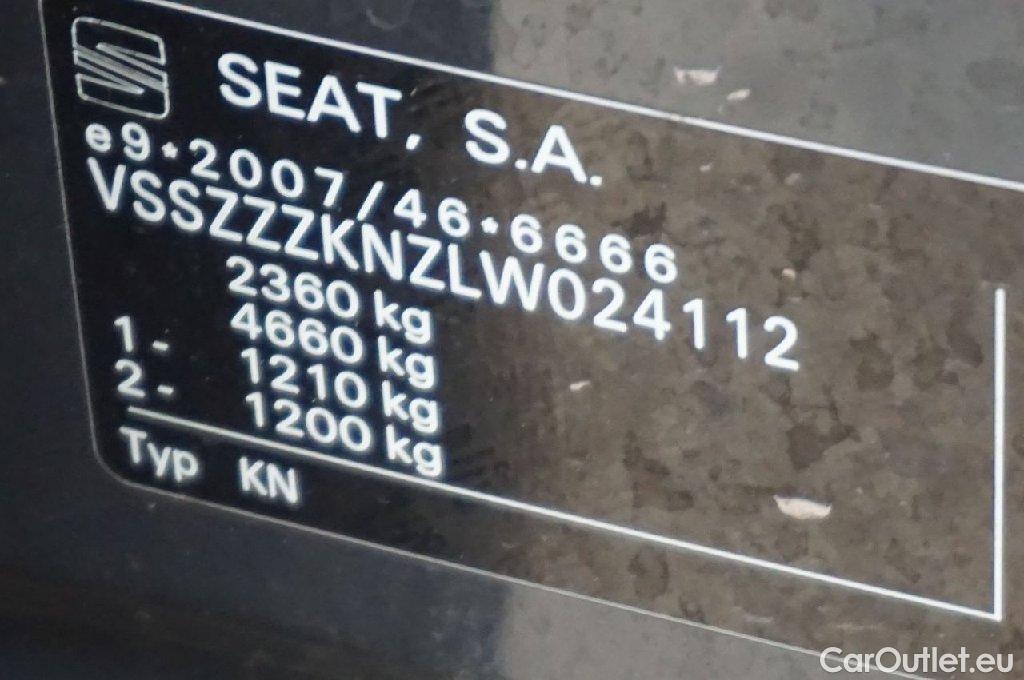 SEAT, S.A.
e9*2007/46*6666
VSSZZZKNZLW024112
2360 kg
4660 kg
1 - 1210 kg
2 - 1200 kg
Typ KN
CarOutlet.eu